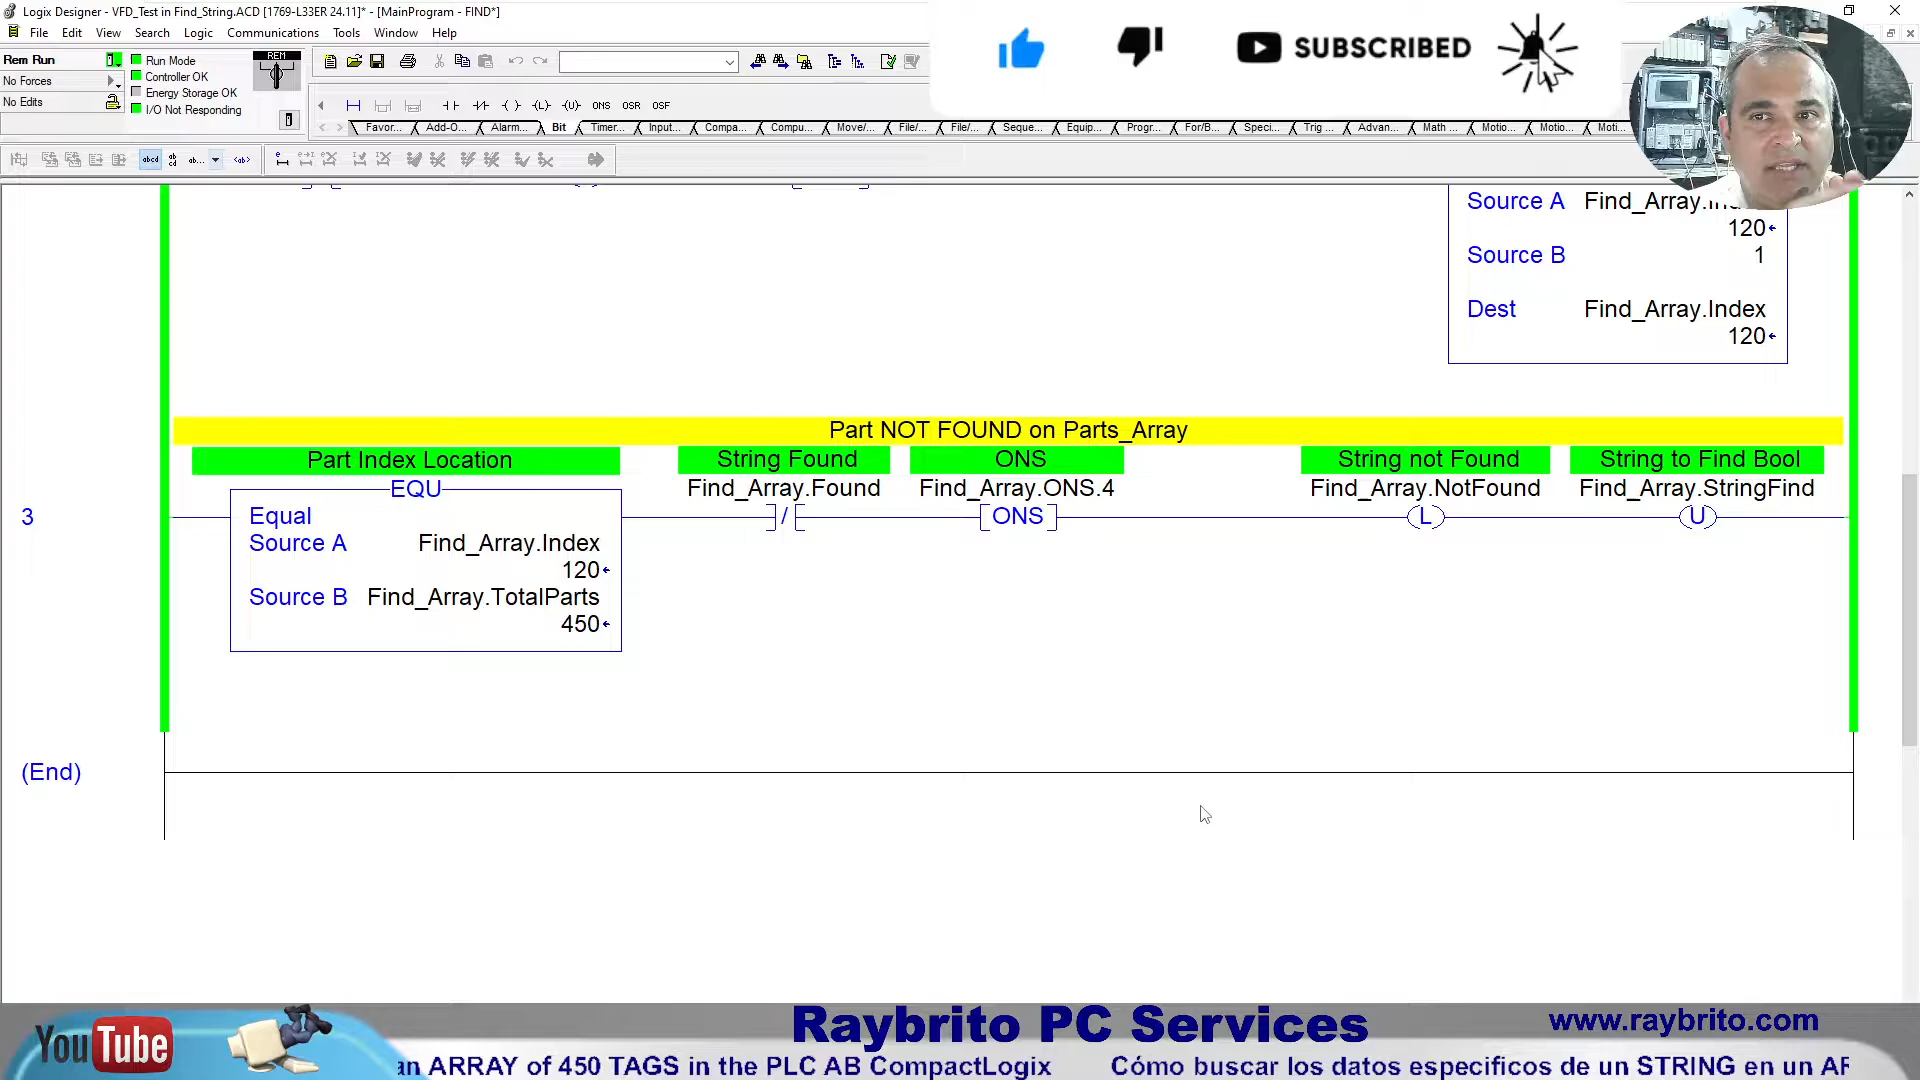 Logix Designer - VFD_Test in Find_String.ACD [1769-L33ER 24.11]* - [MainProgram - FIND*]
File Edit View Search Logic Communications Tools Window Help
Rem Run
No Forces
No Edits
Run Mode
Controller OK
Energy Storage OK
I/O Not Responding
REM
SUBSCRIBED
ONS OSR OSF
Favor... Add-O... Alarm... Bit Timer... Input... Compa... Compu... Move/... File/... File/... Seque... Equip... Progr... For/B... Speci... Trig ... Advan... Math ... Motio... Motio... Moti...
Source A Find_Array.In
120
Source B 1
Dest Find_Array.Index
120
Part NOT FOUND on Parts_Array
Part Index Location String Found ONS String not Found String to Find Bool
EQU Find_Array.Found Find_Array.ONS.4 Find_Array.NotFound Find_Array.StringFind
3 Equal / ONS L U
Source A Find_Array.Index
120
Source B Find_Array.TotalParts
450
(End)
YouTube
Raybrito PC Services
www.raybrito.com
an ARRAY of 450 TAGS in the PLC AB CompactLogix Cómo buscar los datos especificos de un STRING en un AR